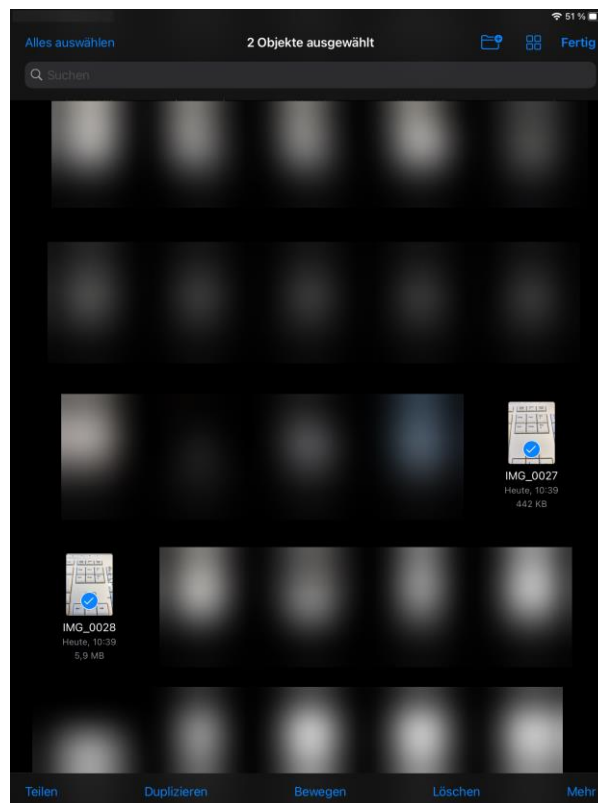 51 %
Alles auswählen
2 Objekte ausgewählt
Fertig
Suchen
IMG_0027
Heute, 10:39
442 KB
IMG_0028
Heute, 10:39
5,9 MB
Teilen
Duplizieren
Bewegen
Löschen
Mehr